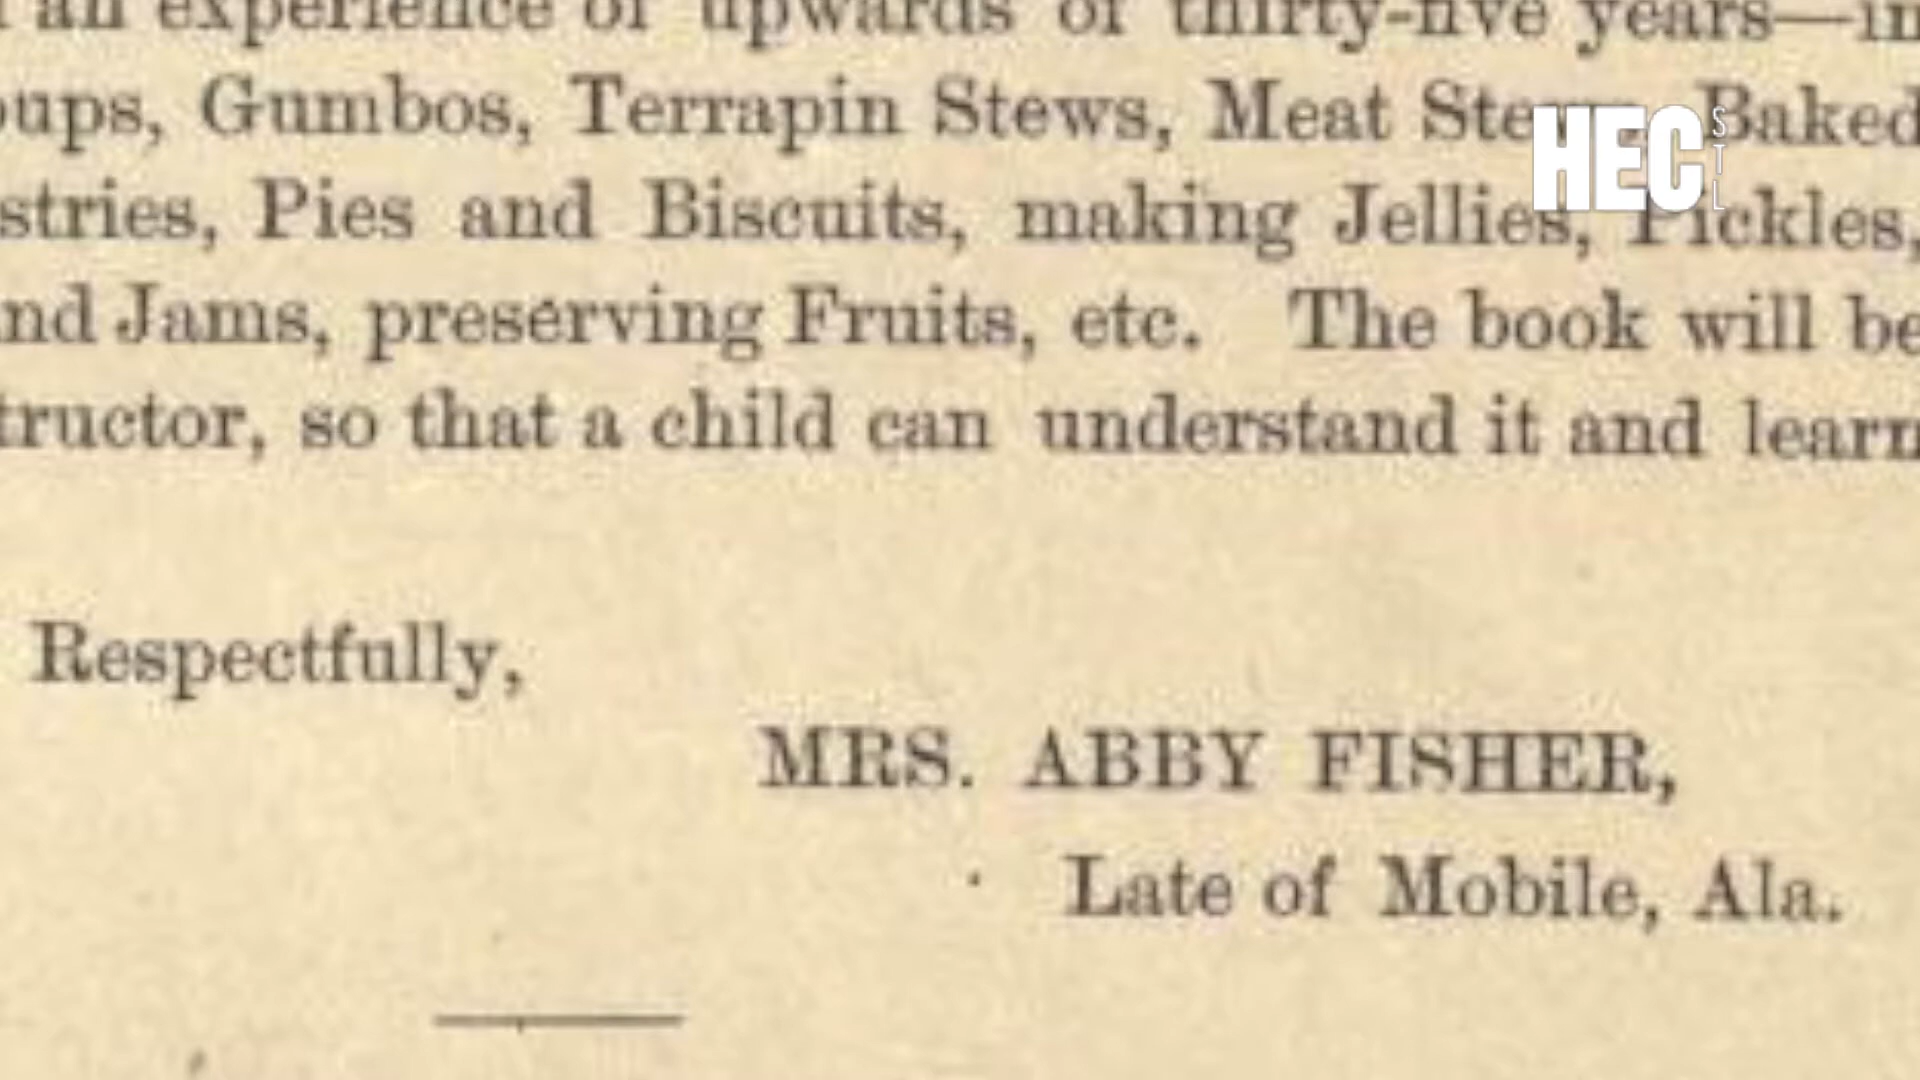 an experience of upwards of thirty-five years—in
oups, Gumbos, Terrapin Stews, Meat Stews, Baked
stries, Pies and Biscuits, making Jellies, Pickles,
nd Jams, preserving Fruits, etc. The book will be
tructor, so that a child can understand it and learn
Respectfully,
MRS. ABBY FISHER,
Late of Mobile, Ala.
HEC
STL